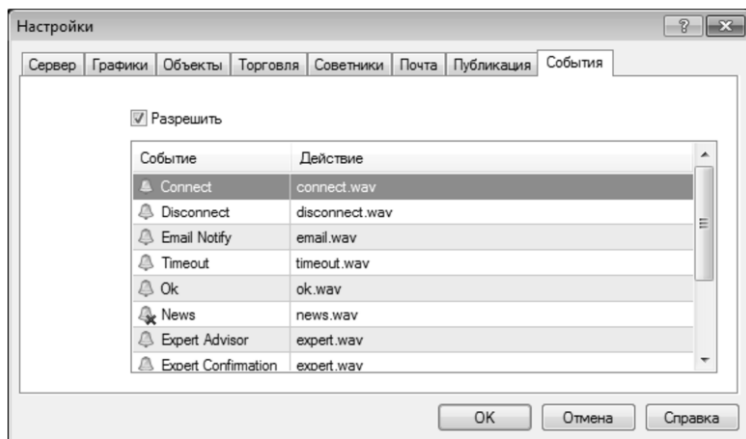 Настройки
Сервер Графики Объекты Торговля Советники Почта Публикация События
Разрешить
Событие Действие
Connect connect.wav
Disconnect disconnect.wav
Email Notify email.wav
Timeout timeout.wav
Ok ok.wav
News news.wav
Expert Advisor expert.wav
Expert Confirmation expert.wav
OK Отмена Справка